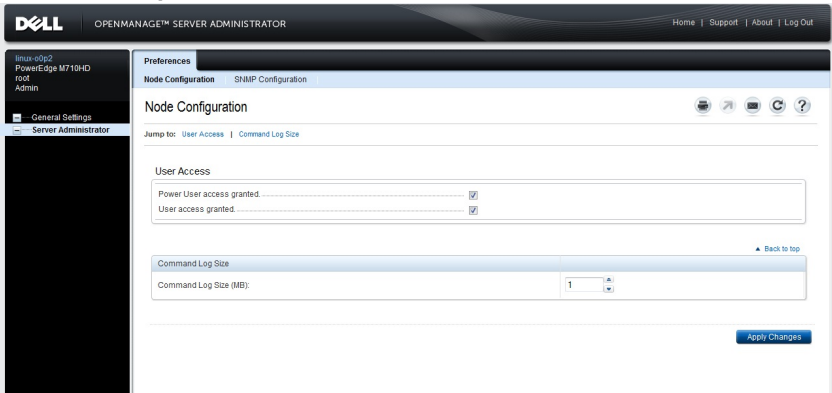 DELL OPENMANAGE™ SERVER ADMINISTRATOR Home | Support | About | Log Out
linux-o0p2
PowerEdge M710HD
root
Admin
General Settings
Server Administrator
Preferences
Node Configuration SNMP Configuration
Node Configuration
Jump to: User Access | Command Log Size
User Access
Power User access granted
User access granted
Back to top
Command Log Size
Command Log Size (MB): 1
Apply Changes